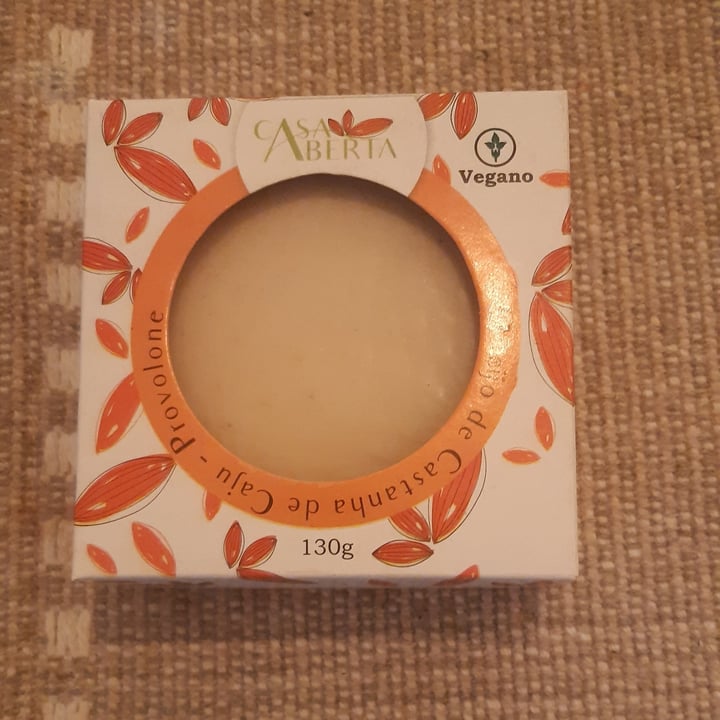 CASA
ABERTA
Vegano
de Castanha de Caju - Provolone
130g